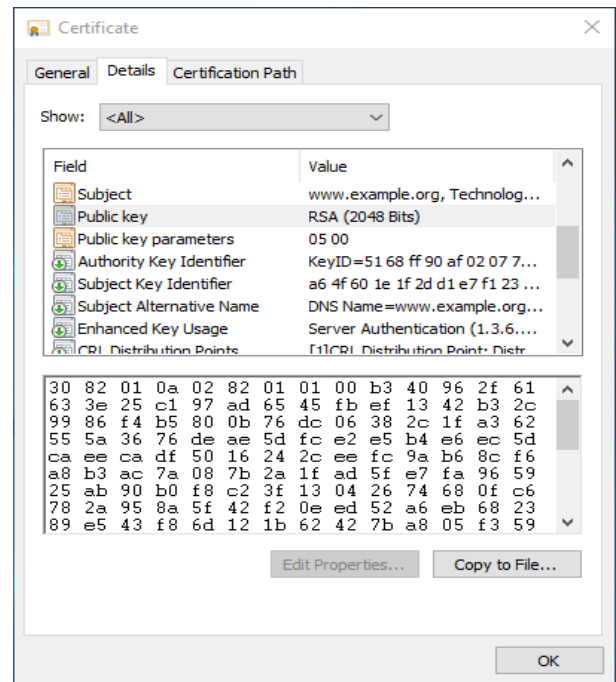 Certificate
General Details Certification Path
Show: <All>
Field Value
Subject www.example.org, Technolog...
Public key RSA (2048 Bits)
Public key parameters 05 00
Authority Key Identifier KeyID=51 68 ff 90 af 02 07 7...
Subject Key Identifier a6 4f 60 1e 1f 2d d1 e7 f1 23 ...
Subject Alternative Name DNS Name=www.example.org...
Enhanced Key Usage Server Authentication (1.3.6....
CRL Distribution Points [1]CRL Distribution Point: Distr...
30 82 01 0a 02 82 01 01 00 b3 40 96 2f 61
63 3e 25 c1 97 ad 65 45 fb ef 13 42 b3 2c
99 86 f4 b5 80 0b 76 dc 06 38 2c 1f a3 62
55 5a 36 76 de ae 5d fc e2 e5 b4 e6 ec 5d
ca ee ca df 50 16 24 2c ee fc 9a b6 8c f6
a8 b3 ac 7a 08 7b 2a 1f ad 5f e7 fa 96 59
25 ab 90 b0 f8 c2 3f 13 04 26 74 68 0f c6
78 2a 95 8a 5f 42 f2 0e ed 52 a6 eb 68 23
89 e5 43 f8 6d 12 1b 62 42 7b a8 05 f3 59
Edit Properties... Copy to File...
OK